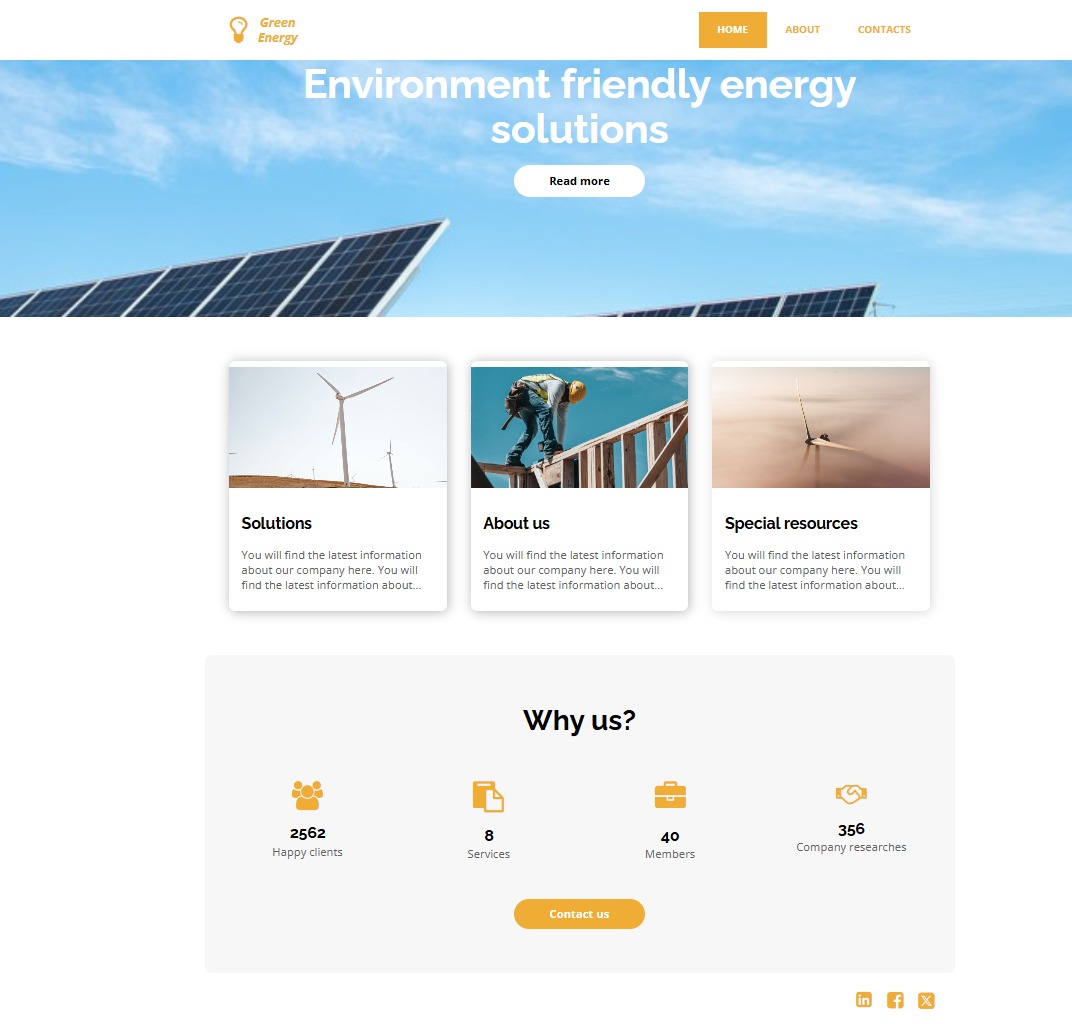 Green
Energy
HOME
ABOUT
CONTACTS
Environment friendly energy
solutions
Read more
Solutions
You will find the latest information
about our company here. You will
find the latest information about...
About us
You will find the latest information
about our company here. You will
find the latest information about...
Special resources
You will find the latest information
about our company here. You will
find the latest information about...
Why us?
2562
Happy clients
8
Services
40
Members
356
Company researches
Contact us